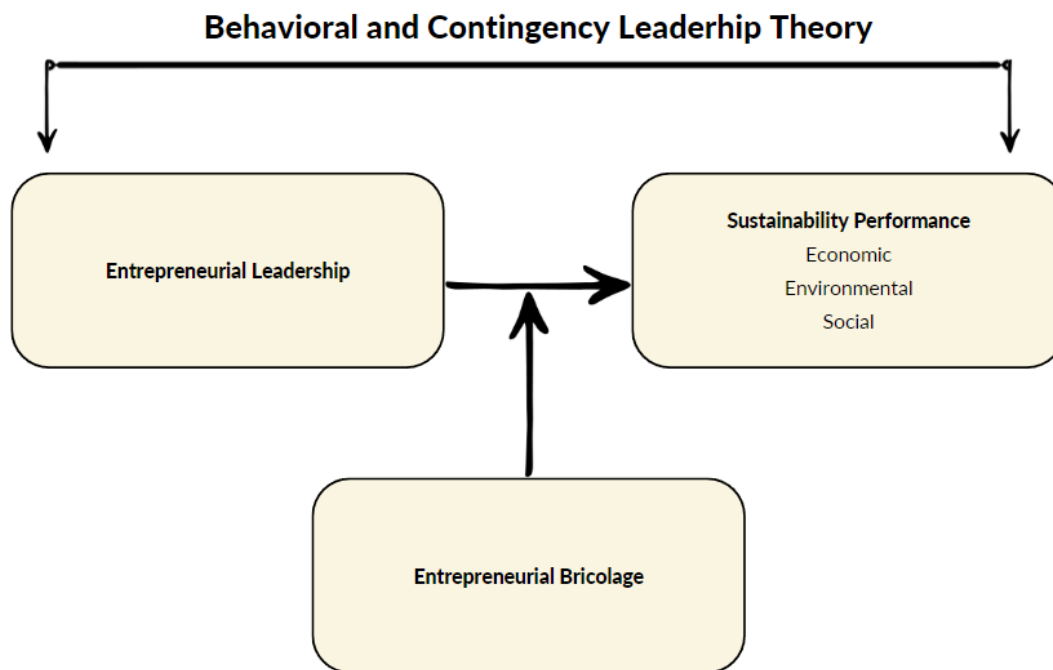 Behavioral and Contingency Leaderhip Theory
Entrepreneurial Leadership
Sustainability Performance
Economic
Environmental
Social
Entrepreneurial Bricolage